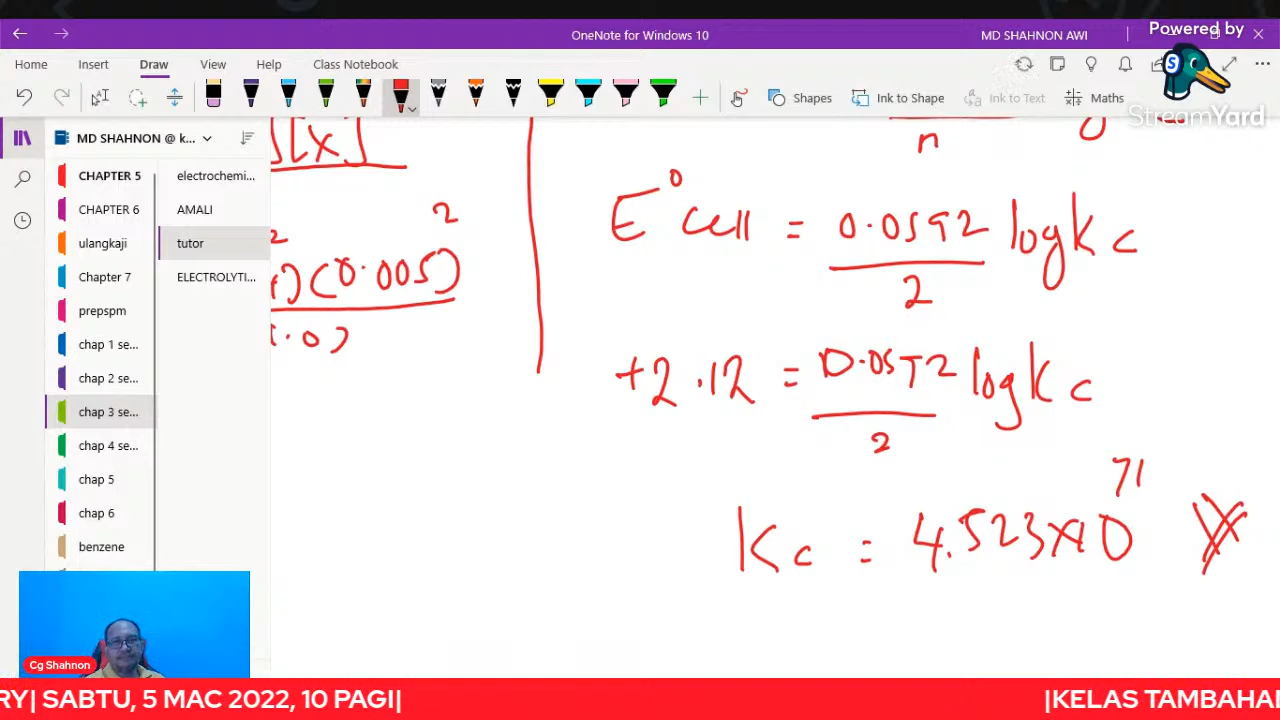 OneNote for Windows 10
MD SHAHNON AWI
Powered by
StreamYard
Home Insert Draw View Help Class Notebook
Shapes Ink to Shape Ink to Text Maths
MD SHAHNON @ k...
CHAPTER 5
CHAPTER 6
ulangkaji
Chapter 7
prepspm
chap 1 se...
chap 2 se...
chap 3 se...
chap 4 se...
chap 5
chap 6
benzene
electrochemi...
AMALI
tutor
ELECTROLYTI...
][X]
2
2
)(0.005)
.0)
n
E⁰cell = 0.0592/2 log Kc
+2.12 = 0.0592/2 log Kc
Kc = 4.523x10⁷¹
Cg Shahnon
RY| SABTU, 5 MAC 2022, 10 PAGI| |KELAS TAMBAHAN